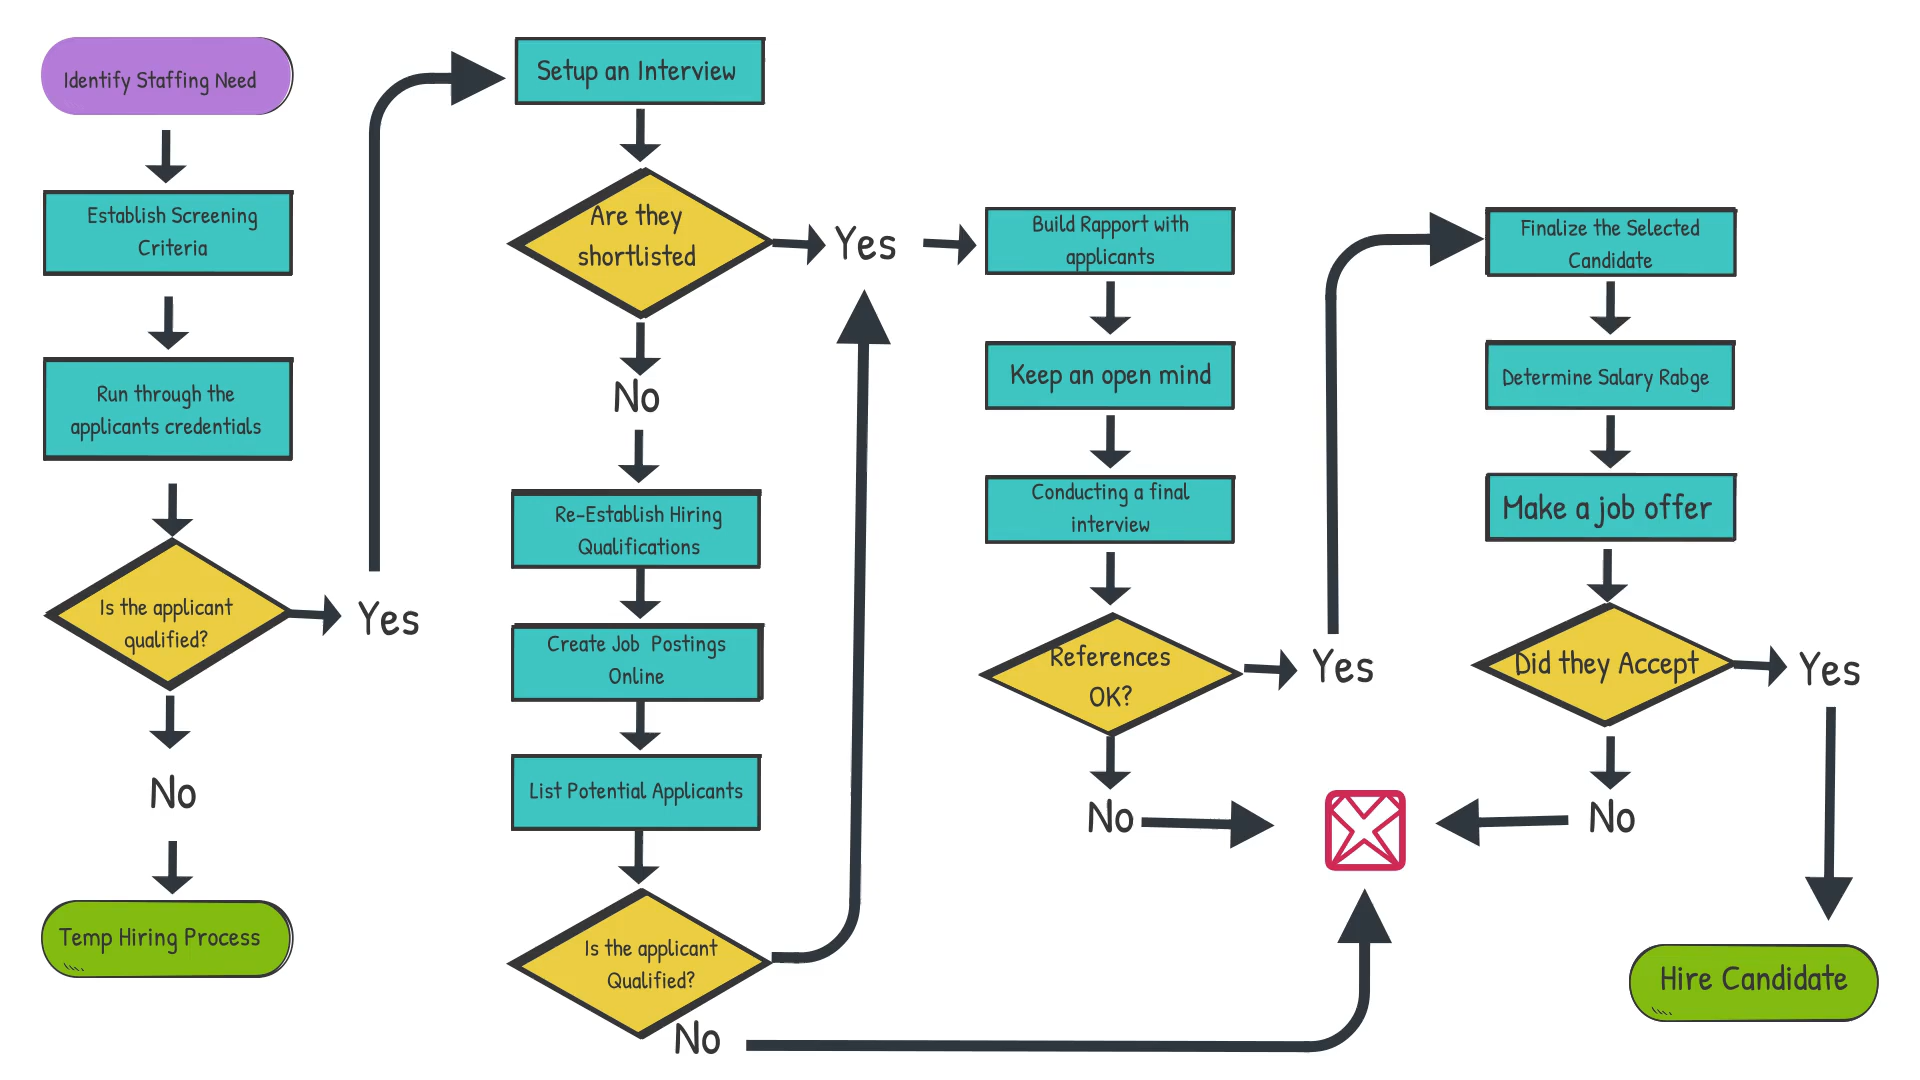 Identify Staffing Need
Establish Screening
Criteria
Run through the
applicants credentials
Is the applicant
qualified?
Yes
No
Temp Hiring Process
Setup an Interview
Are they
shortlisted
Yes
No
Re-Establish Hiring
Qualifications
Create Job Postings
Online
List Potential Applicants
Is the applicant
Qualified?
No
Build Rapport with
applicants
Keep an open mind
Conducting a final
interview
References
OK?
Yes
No
Finalize the Selected
Candidate
Determine Salary Rabge
Make a job offer
Did they Accept
Yes
No
Hire Candidate